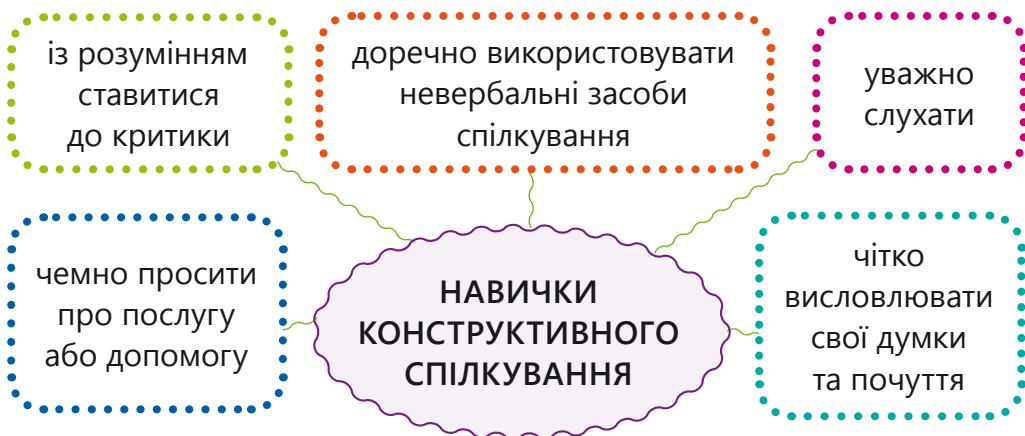 із розумінням
ставитися
до критики
доречно використовувати
невербальні засоби
спілкування
уважно
слухати
чемно просити
про послугу
або допомогу
НАВИЧКИ
КОНСТРУКТИВНОГО
СПІЛКУВАННЯ
чітко
висловлювати
свої думки
та почуття